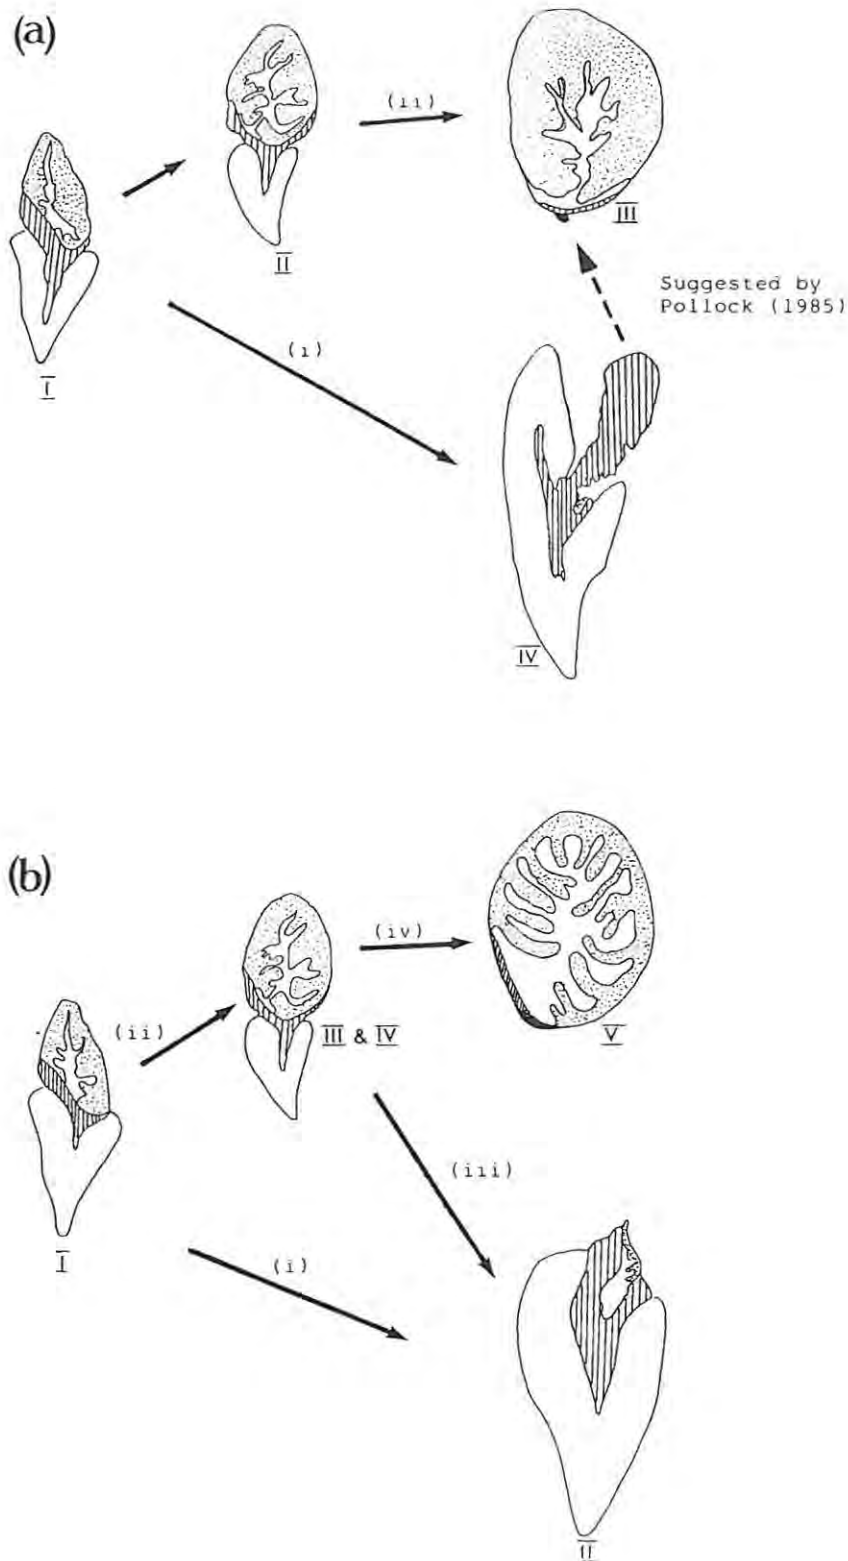 (a)
(ii)
III
II
I
Suggested by
Pollock (1985)
(i)
IV
(b)
(iv)
V
(ii)
III & IV
(iii)
I
(i)
II